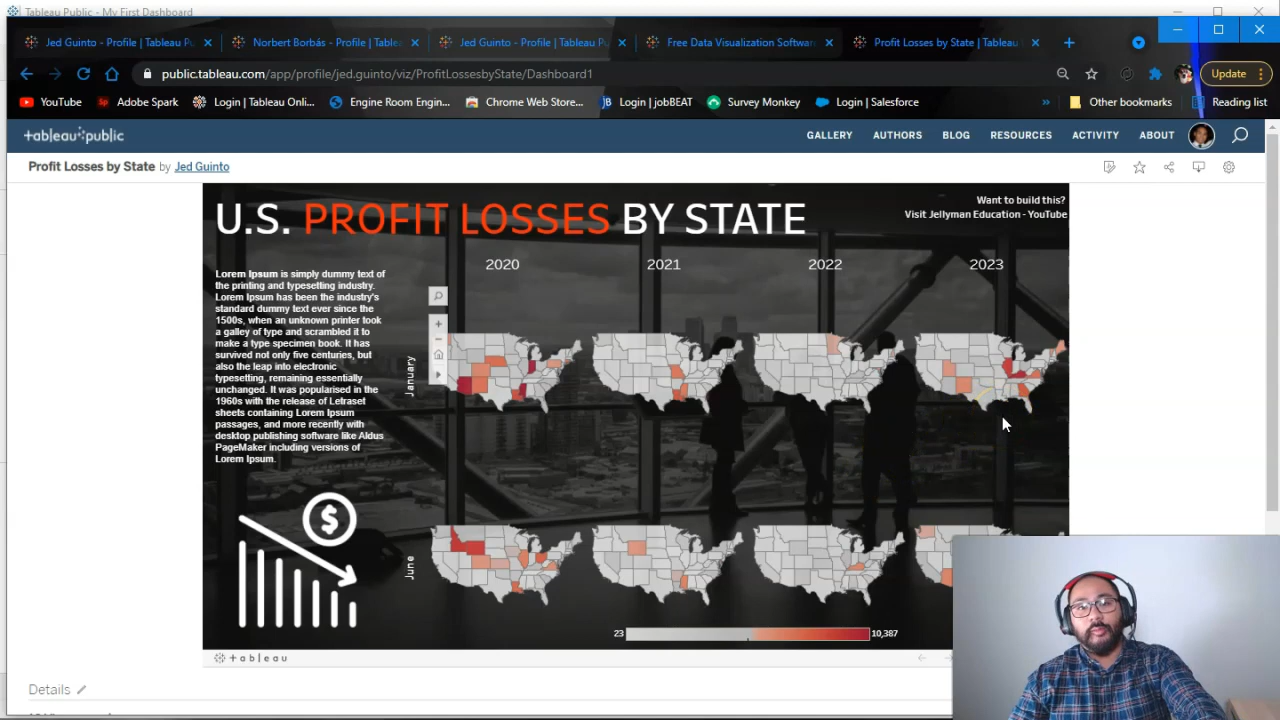 Tableau Public - My First Dashboard
Jed Guinto - Profile | Tableau Pu
Norbert Borbás - Profile | Table
Jed Guinto - Profile | Tableau Pu
Free Data Visualization Software
Profit Losses by State | Tableau
public.tableau.com/app/profile/jed.guinto/viz/ProfitLossesbyState/Dashboard1
Update
YouTube
Adobe Spark
Login | Tableau Onli...
Engine Room Engin...
Chrome Web Store...
Login | jobBEAT
Survey Monkey
Login | Salesforce
»
Other bookmarks
Reading list
+ableau+public
GALLERY
AUTHORS
BLOG
RESOURCES
ACTIVITY
ABOUT
Profit Losses by State by Jed Guinto
U.S. PROFIT LOSSES BY STATE
Want to build this?
Visit Jellyman Education - YouTube
2020
2021
2022
2023
Lorem Ipsum is simply dummy text of
the printing and typesetting industry.
Lorem Ipsum has been the industry's
standard dummy text ever since the
1500s, when an unknown printer took
a galley of type and scrambled it to
make a type specimen book. It has
survived not only five centuries, but
also the leap into electronic
typesetting, remaining essentially
unchanged. It was popularised in the
1960s with the release of Letraset
sheets containing Lorem Ipsum
passages, and more recently with
desktop publishing software like Aldus
PageMaker including versions of
Lorem Ipsum.
January
$
June
23
10,387
+ a b l e a u
Details